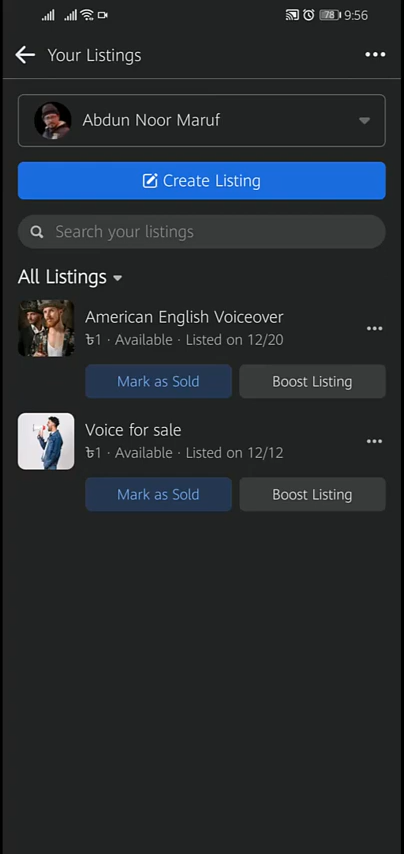 78 9:56
Your Listings
Abdun Noor Maruf
Create Listing
Search your listings
All Listings
American English Voiceover
৳1 · Available · Listed on 12/20
Mark as Sold Boost Listing
Voice for sale
৳1 · Available · Listed on 12/12
Mark as Sold Boost Listing